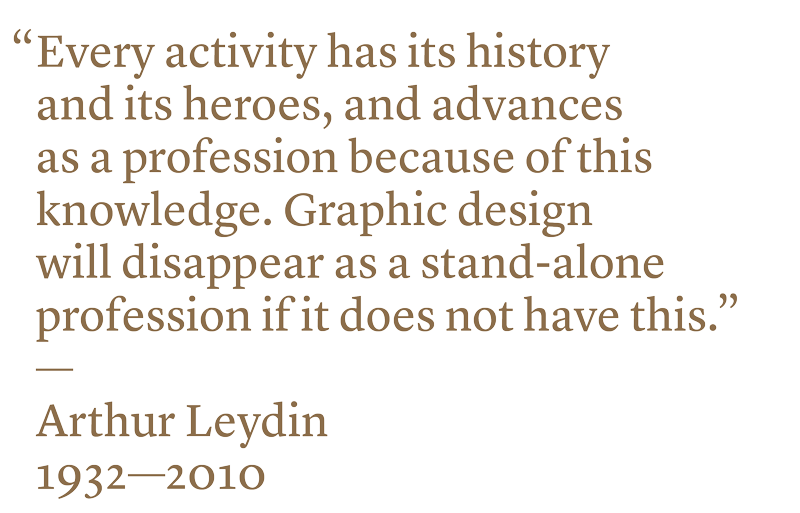 “Every activity has its history
and its heroes, and advances
as a profession because of this
knowledge. Graphic design
will disappear as a stand-alone
profession if it does not have this.”
—
Arthur Leydin
1932—2010